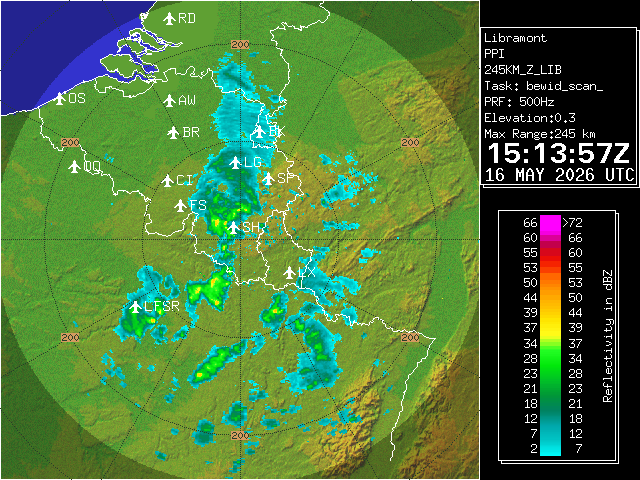 Libramont
PPI
245KM_Z_LIB
Task: bewid_scan_
PRF: 500Hz
Elevation:0.3
Max Range:245 km
15:13:57Z
16 MAY 2026 UTC
RD
200
OS
AW
BR
200
200
LG
CI
SP
FS
SH
LX
LFSR
200
200
200
66 >72
60 66
55 60
53 55
50 53
44 50
39 44
37 39
34 37
28 34
23 28
21 23
18 21
12 18
7 12
2 7
Reflectivity in dBZ